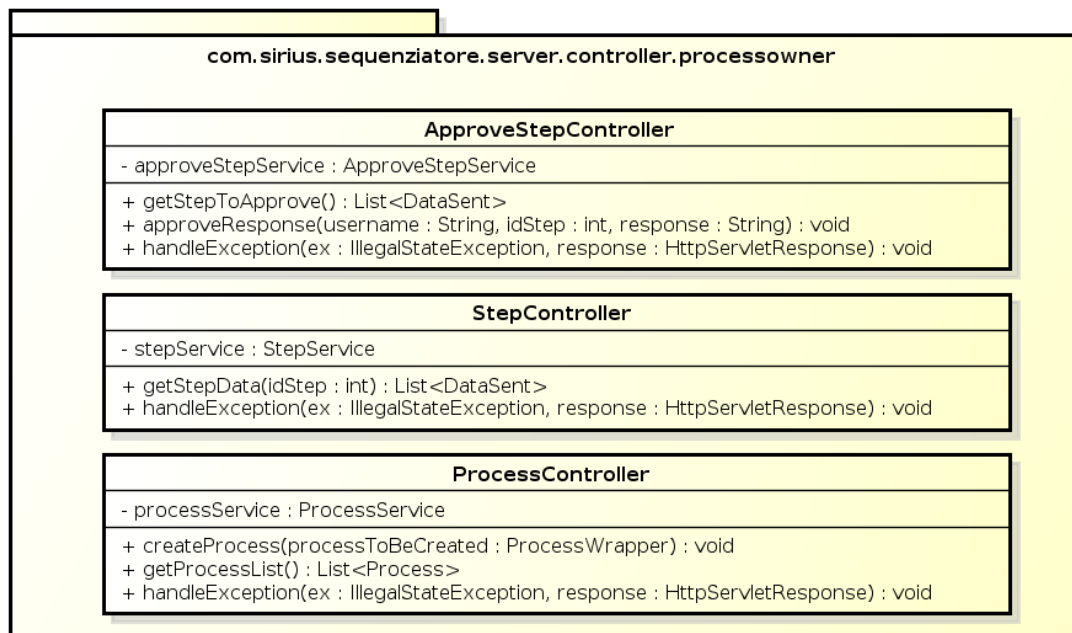 com.sirius.sequenziatore.server.controller.processowner
ApproveStepController
- approveStepService : ApproveStepService
+ getStepToApprove() : List<DataSent>
+ approveResponse(username : String, idStep : int, response : String) : void
+ handleException(ex : IllegalStateException, response : HttpServletResponse) : void
StepController
- stepService : StepService
+ getStepData(idStep : int) : List<DataSent>
+ handleException(ex : IllegalStateException, response : HttpServletResponse) : void
ProcessController
- processService : ProcessService
+ createProcess(processToBeCreated : ProcessWrapper) : void
+ getProcessList() : List<Process>
+ handleException(ex : IllegalStateException, response : HttpServletResponse) : void